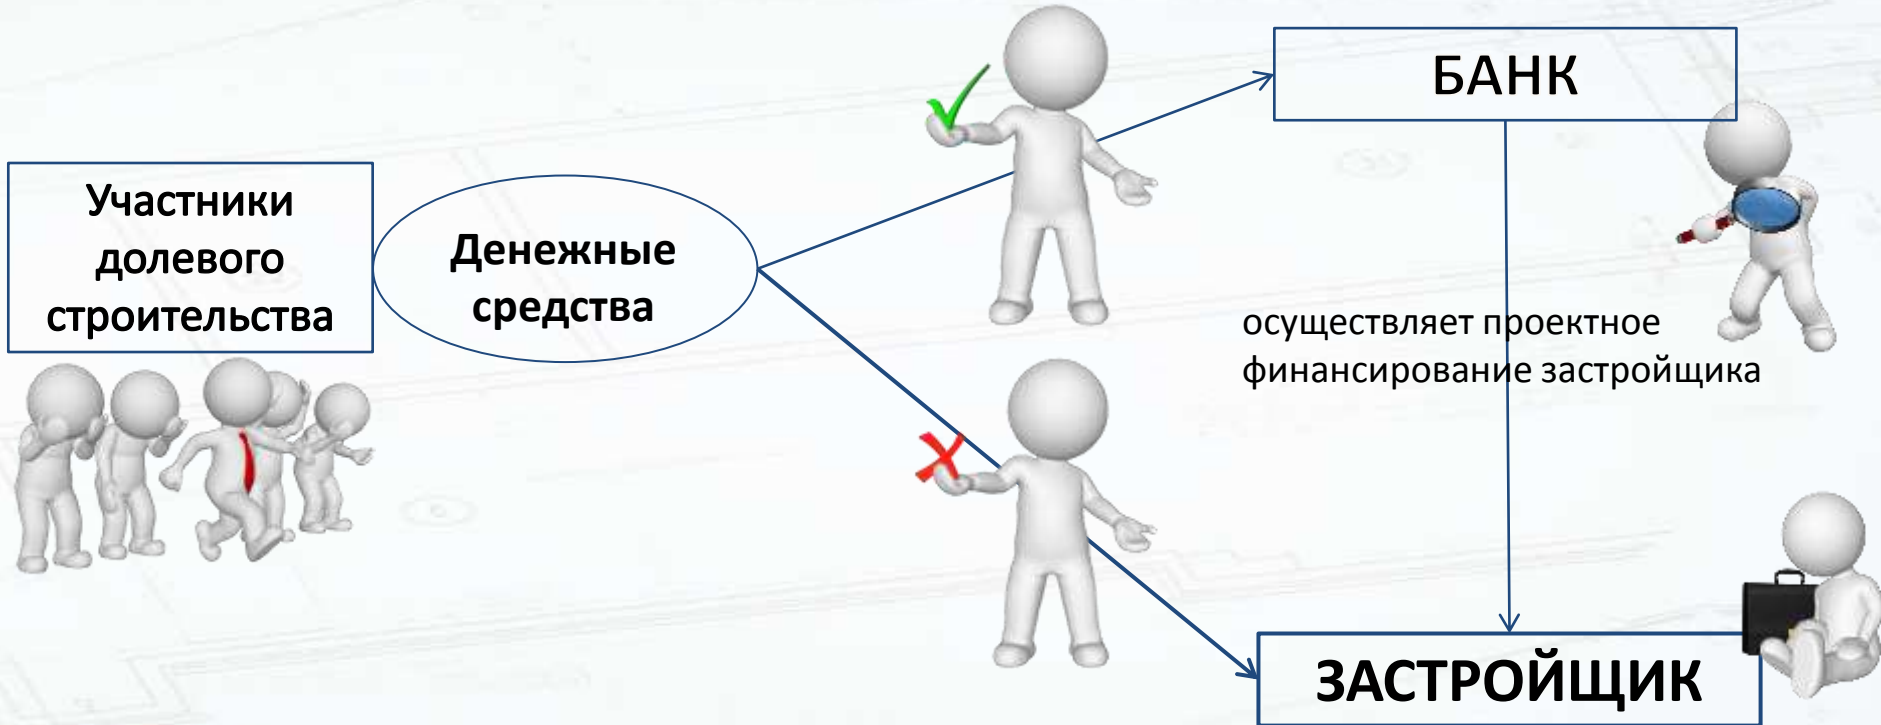 Участники
долевого
строительства
Денежные
средства
БАНК
осуществляет проектное
финансирование застройщика
ЗАСТРОЙЩИК